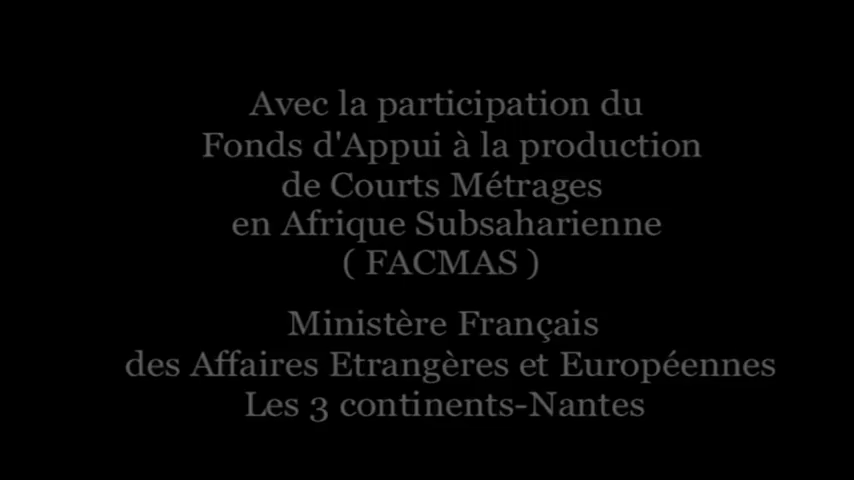 Avec la participation du
Fonds d'Appui à la production
de Courts Métrages
en Afrique Subsaharienne
( FACMAS )
Ministère Français
des Affaires Etrangères et Européennes
Les 3 continents-Nantes